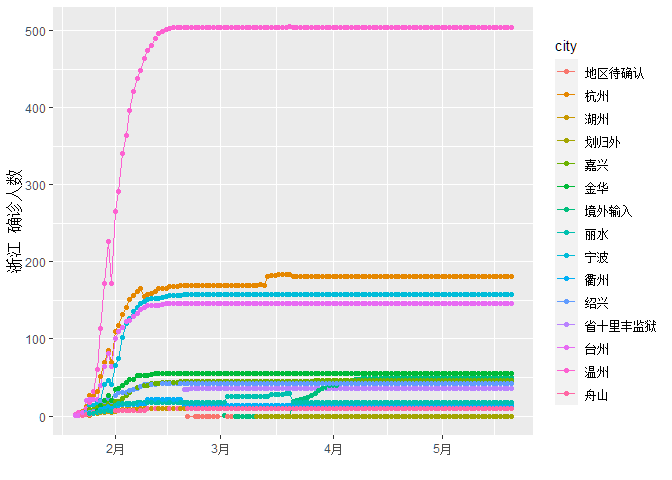 浙江 确诊人数
500
400
300
200
100
0
2月
3月
4月
5月
city
地区待确认
杭州
湖州
划归外
嘉兴
金华
境外输入
丽水
宁波
衢州
绍兴
省十里丰监狱
台州
温州
舟山